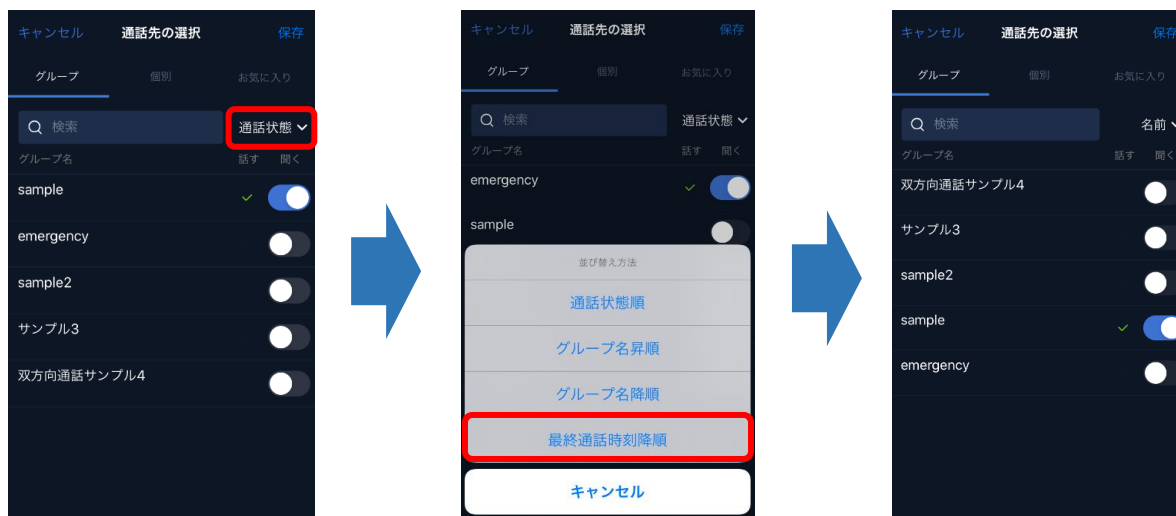 キャンセル 通話先の選択 保存
グループ 個別 お気に入り
検索 通話状態
グループ名 話す 聞く
sample
emergency
sample2
サンプル3
双方向通話サンプル4
キャンセル 通話先の選択 保存
グループ 個別 お気に入り
検索 通話状態
グループ名 話す 聞く
emergency
sample
並び替え方法
通話状態順
グループ名昇順
グループ名降順
最終通話時刻降順
キャンセル
キャンセル 通話先の選択 保存
グループ 個別 お気に入り
検索 名前
グループ名 話す 聞く
双方向通話サンプル4
サンプル3
sample2
sample
emergency